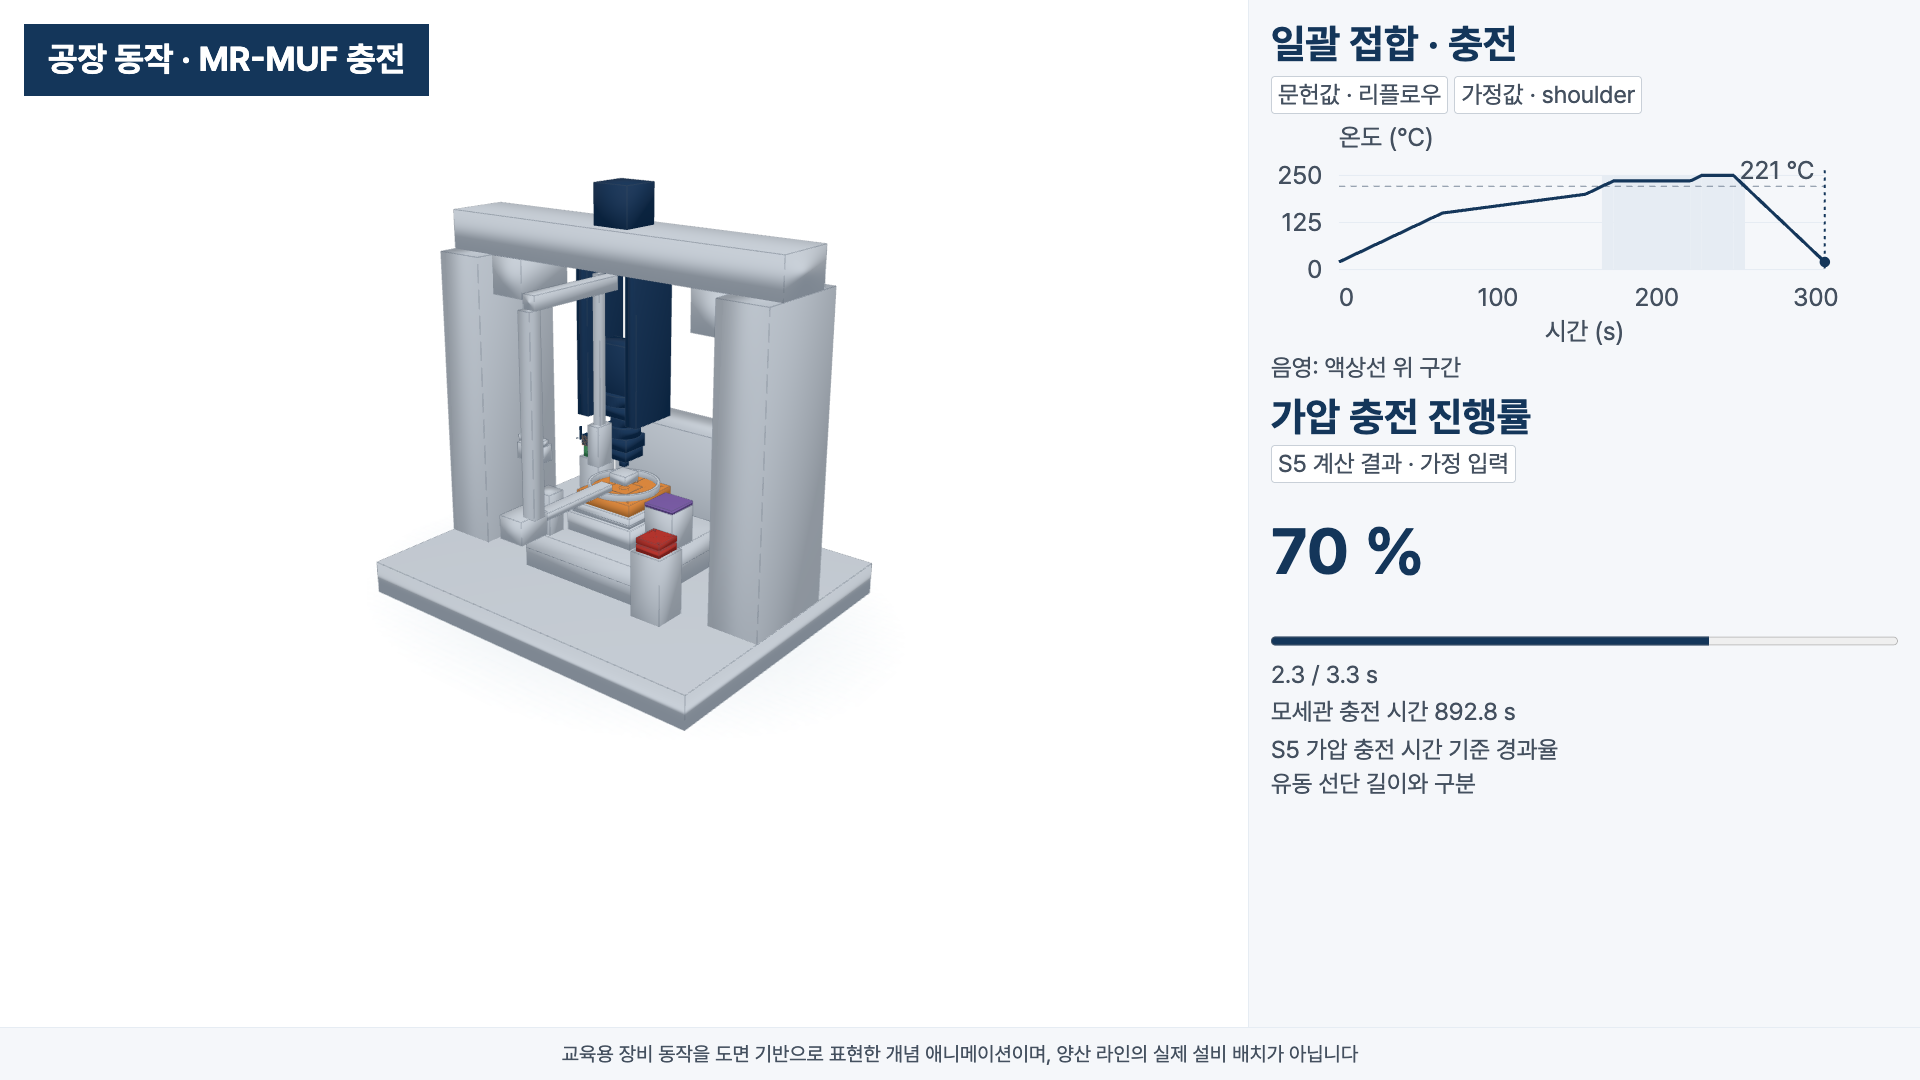 공장 동작 · MR-MUF 충전
일괄 접합 · 충전
문헌값 · 리플로우
가정값 · shoulder
온도 (°C)
221 °C
250
125
0
0 100 200 300
시간 (s)
음영: 액상선 위 구간
가압 충전 진행률
S5 계산 결과 · 가정 입력
70 %
2.3 / 3.3 s
모세관 충전 시간 892.8 s
S5 가압 충전 시간 기준 경과율
유동 선단 길이와 구분
교육용 장비 동작을 도면 기반으로 표현한 개념 애니메이션이며, 양산 라인의 실제 설비 배치가 아닙니다